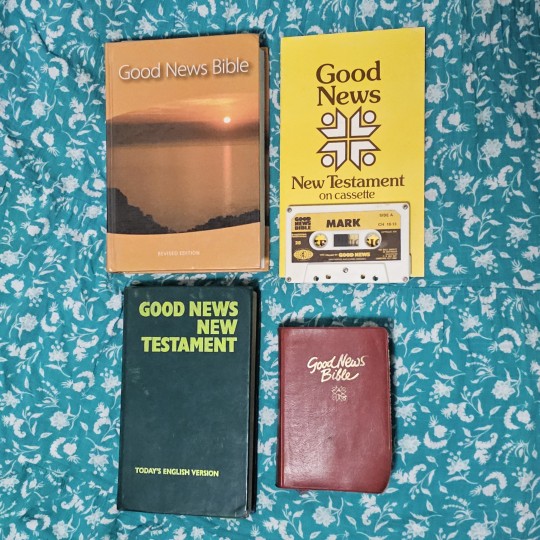 Good News Bible
REVISED EDITION
Good
News
New Testament
on cassette
GOOD
NEWS
BIBLE
MARK
SIDE A
GOOD NEWS
GOOD NEWS
NEW
TESTAMENT
TODAY'S ENGLISH VERSION
Good News
Bible